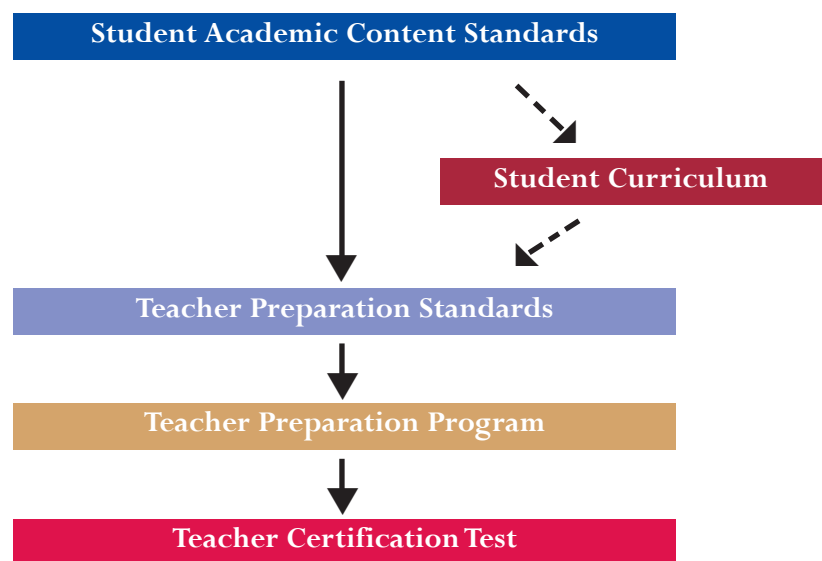 Student Academic Content Standards
Student Curriculum
Teacher Preparation Standards
Teacher Preparation Program
Teacher Certification Test